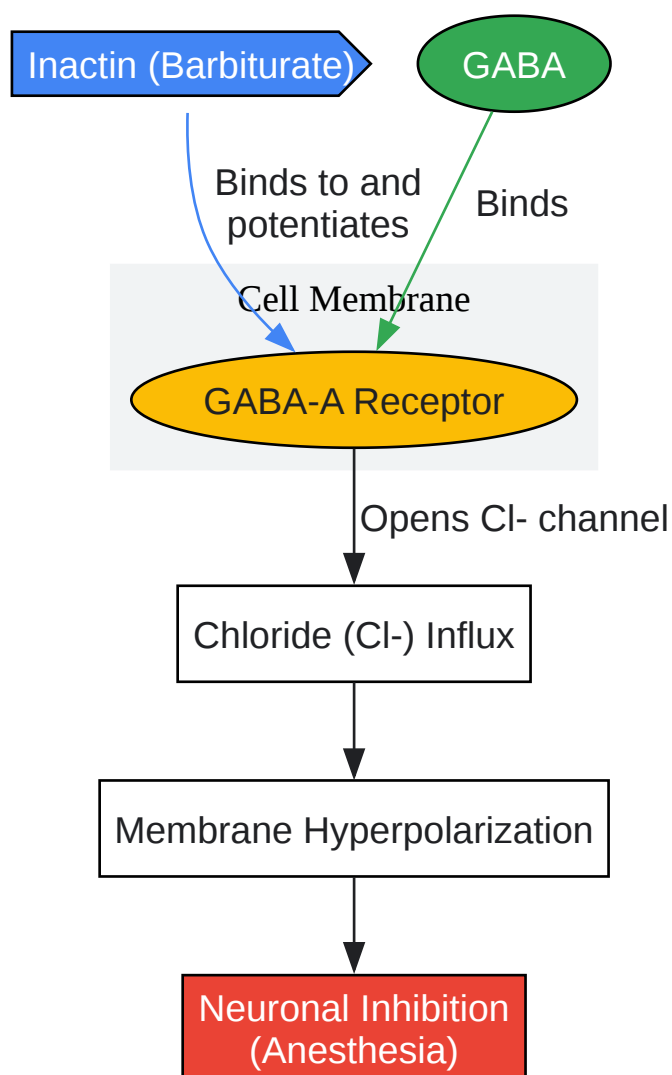 Inactin (Barbiturate)
GABA
Binds to and
potentiates
Binds
Cell Membrane
GABA-A Receptor
Opens Cl- channel
Chloride (Cl-) Influx
Membrane Hyperpolarization
Neuronal Inhibition
(Anesthesia)